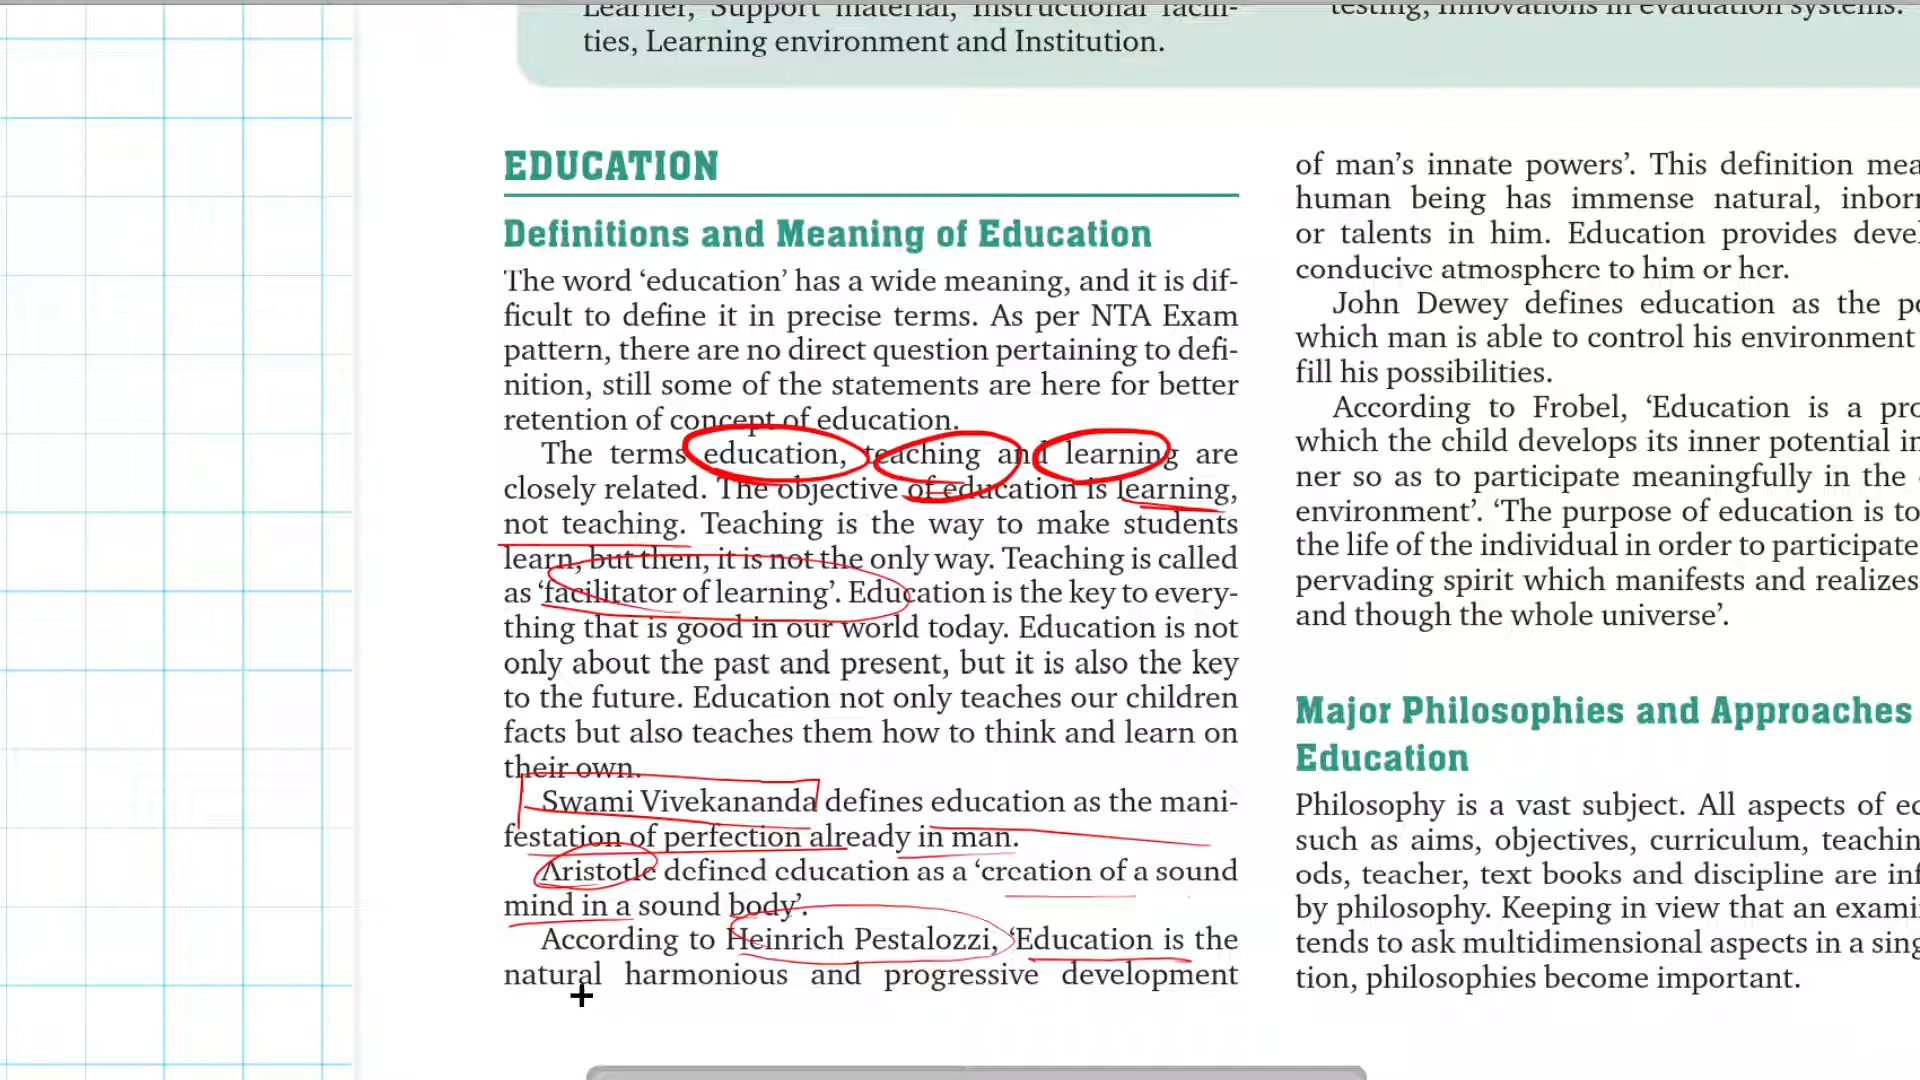 Learner, Support material, Instructional facili-
ties, Learning environment and Institution.
testing, Innovations in evaluation systems.
EDUCATION
Definitions and Meaning of Education
The word ‘education’ has a wide meaning, and it is dif-
ficult to define it in precise terms. As per NTA Exam
pattern, there are no direct question pertaining to defi-
nition, still some of the statements are here for better
retention of concept of education.
The terms education, teaching and learning are
closely related. The objective of education is learning,
not teaching. Teaching is the way to make students
learn, but then, it is not the only way. Teaching is called
as ‘facilitator of learning’. Education is the key to every-
thing that is good in our world today. Education is not
only about the past and present, but it is also the key
to the future. Education not only teaches our children
facts but also teaches them how to think and learn on
their own.
Swami Vivekananda defines education as the mani-
festation of perfection already in man.
Aristotle defined education as a ‘creation of a sound
mind in a sound body’.
According to Heinrich Pestalozzi, ‘Education is the
natural harmonious and progressive development
of man’s innate powers’. This definition mea
human being has immense natural, inborn
or talents in him. Education provides deve
conducive atmosphere to him or her.
John Dewey defines education as the po
which man is able to control his environment
fill his possibilities.
According to Frobel, ‘Education is a pro
which the child develops its inner potential in
ner so as to participate meaningfully in the
environment’. ‘The purpose of education is to
the life of the individual in order to participate
pervading spirit which manifests and realizes
and though the whole universe’.
Major Philosophies and Approaches
Education
Philosophy is a vast subject. All aspects of ed
such as aims, objectives, curriculum, teachin
ods, teacher, text books and discipline are inf
by philosophy. Keeping in view that an exami
tends to ask multidimensional aspects in a sing
tion, philosophies become important.